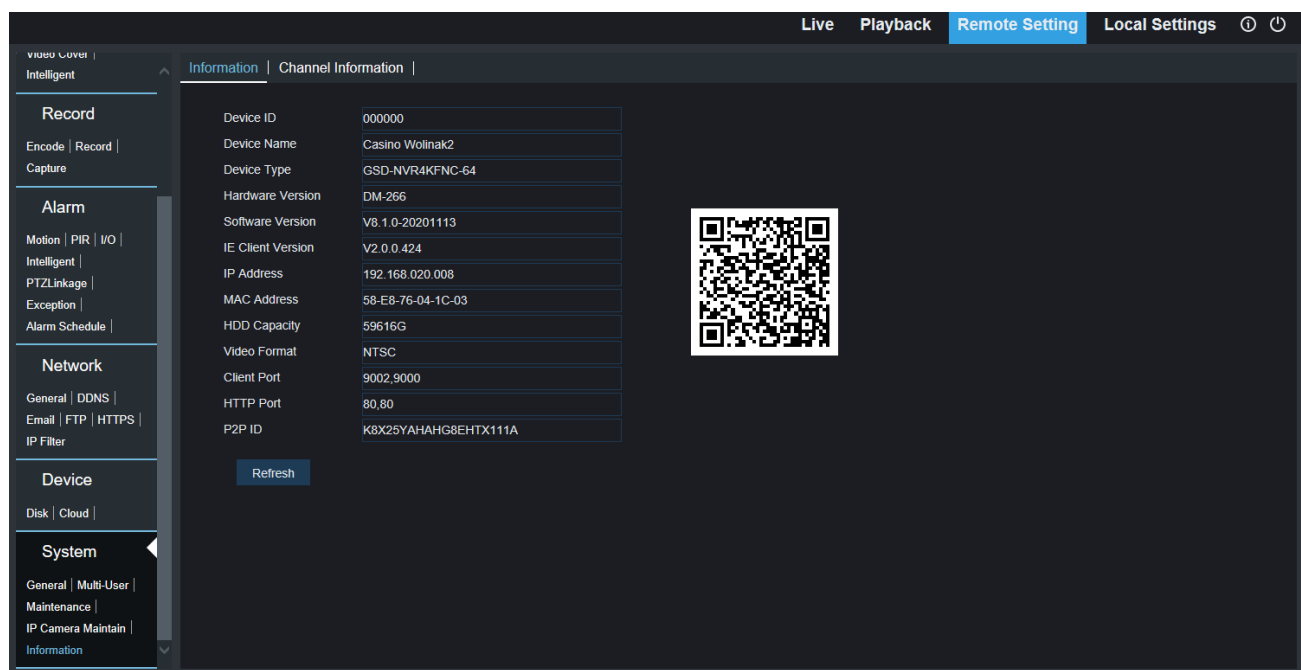 Live Playback Remote Setting Local Settings
Video Cover |
Intelligent
Record
Encode | Record |
Capture
Alarm
Motion | PIR | I/O |
Intelligent |
PTZLinkage |
Exception |
Alarm Schedule |
Network
General | DDNS |
Email | FTP | HTTPS |
IP Filter
Device
Disk | Cloud |
System
General | Multi-User |
Maintenance |
IP Camera Maintain |
Information
Information | Channel Information |
Device ID 000000
Device Name Casino Wolinak2
Device Type GSD-NVR4KFNC-64
Hardware Version DM-266
Software Version V8.1.0-20201113
IE Client Version V2.0.0.424
IP Address 192.168.020.008
MAC Address 58-E8-76-04-1C-03
HDD Capacity 59616G
Video Format NTSC
Client Port 9002,9000
HTTP Port 80,80
P2P ID K8X25YAHAHG8EHTX111A
Refresh